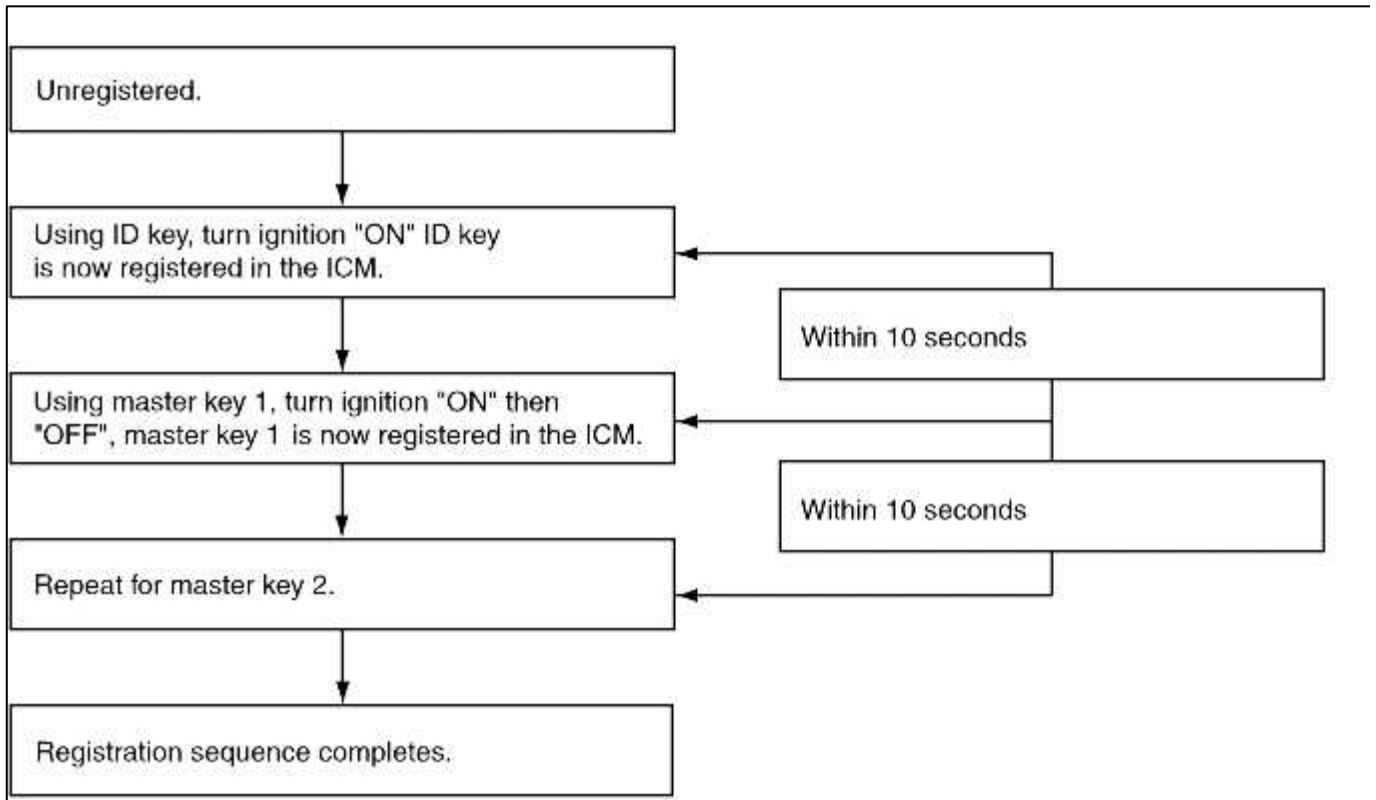 Unregistered.
Using ID key, turn ignition "ON" ID key
is now registered in the ICM.
Within 10 seconds
Using master key 1, turn ignition "ON" then
"OFF", master key 1 is now registered in the ICM.
Within 10 seconds
Repeat for master key 2.
Registration sequence completes.